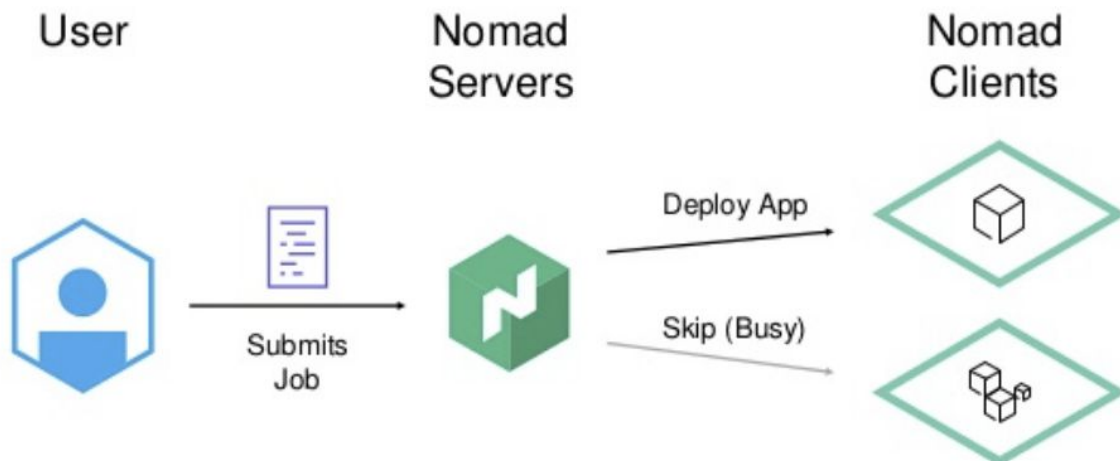 User
Nomad
Servers
Nomad
Clients
Submits
Job
Deploy App
Skip (Busy)